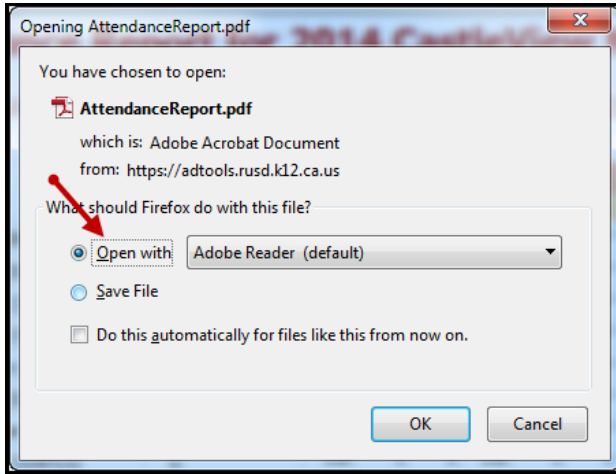 Opening AttendanceReport.pdf
You have chosen to open:
AttendanceReport.pdf
which is: Adobe Acrobat Document
from: https://adtools.rusd.k12.ca.us
What should Firefox do with this file?
Open with Adobe Reader (default)
Save File
Do this automatically for files like this from now on.
OK Cancel